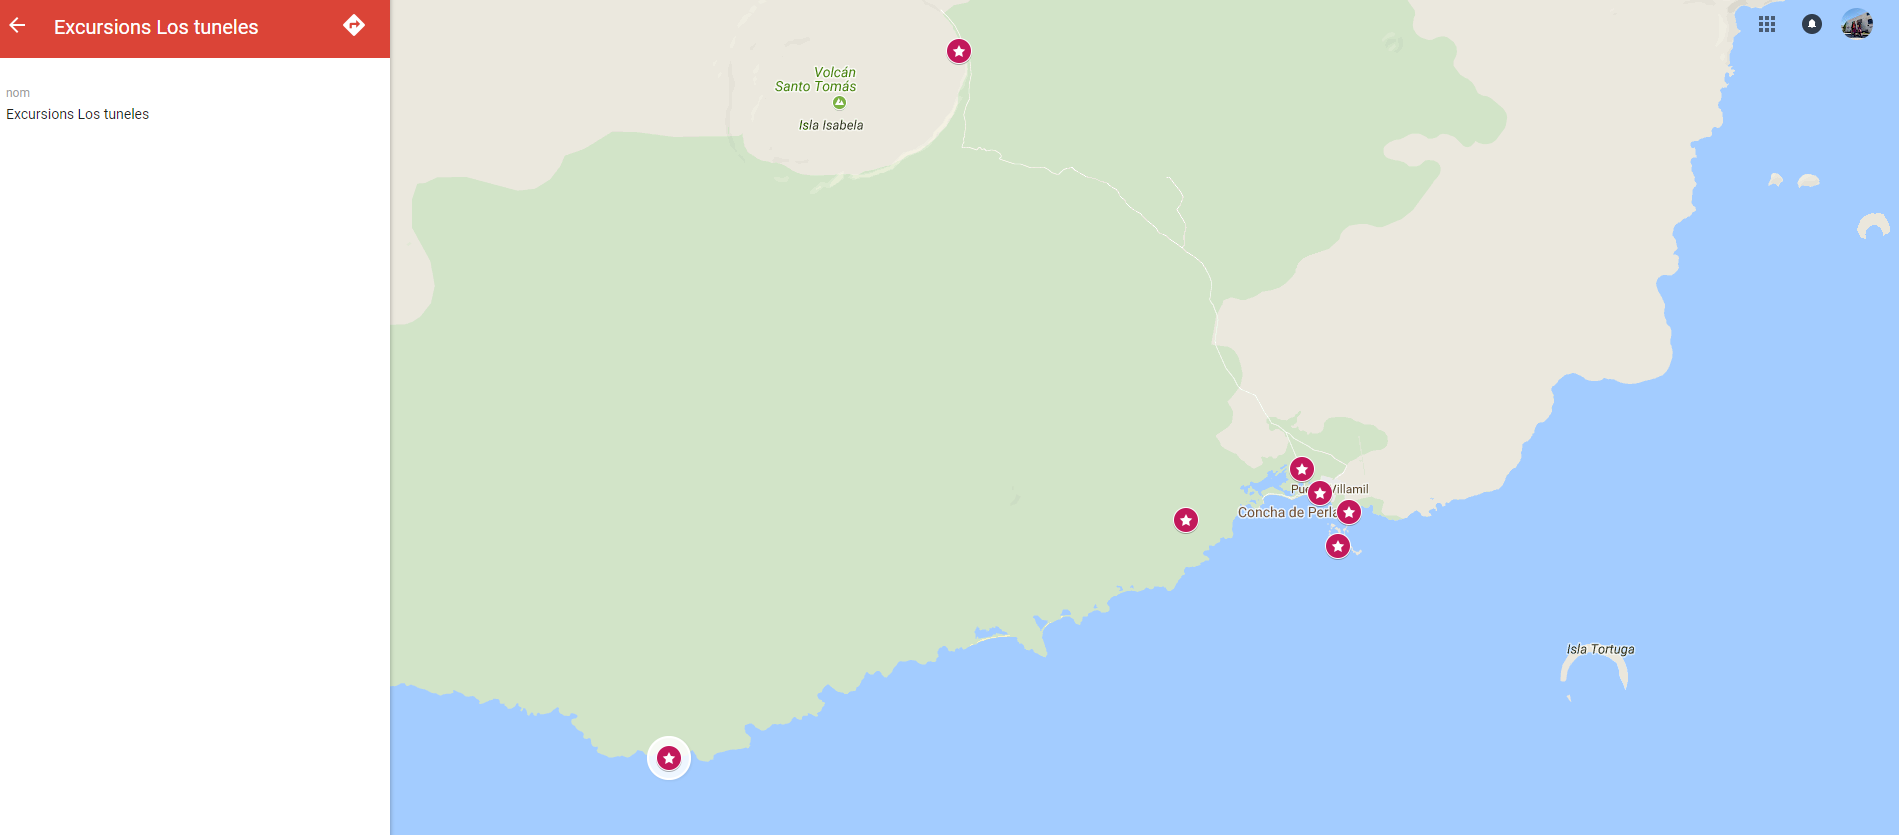 Excursions Los tuneles
nom
Excursions Los tuneles
Volcán
Santo Tomás
Isla Isabela
Villamil
Concha de Perla
Isla Tortuga